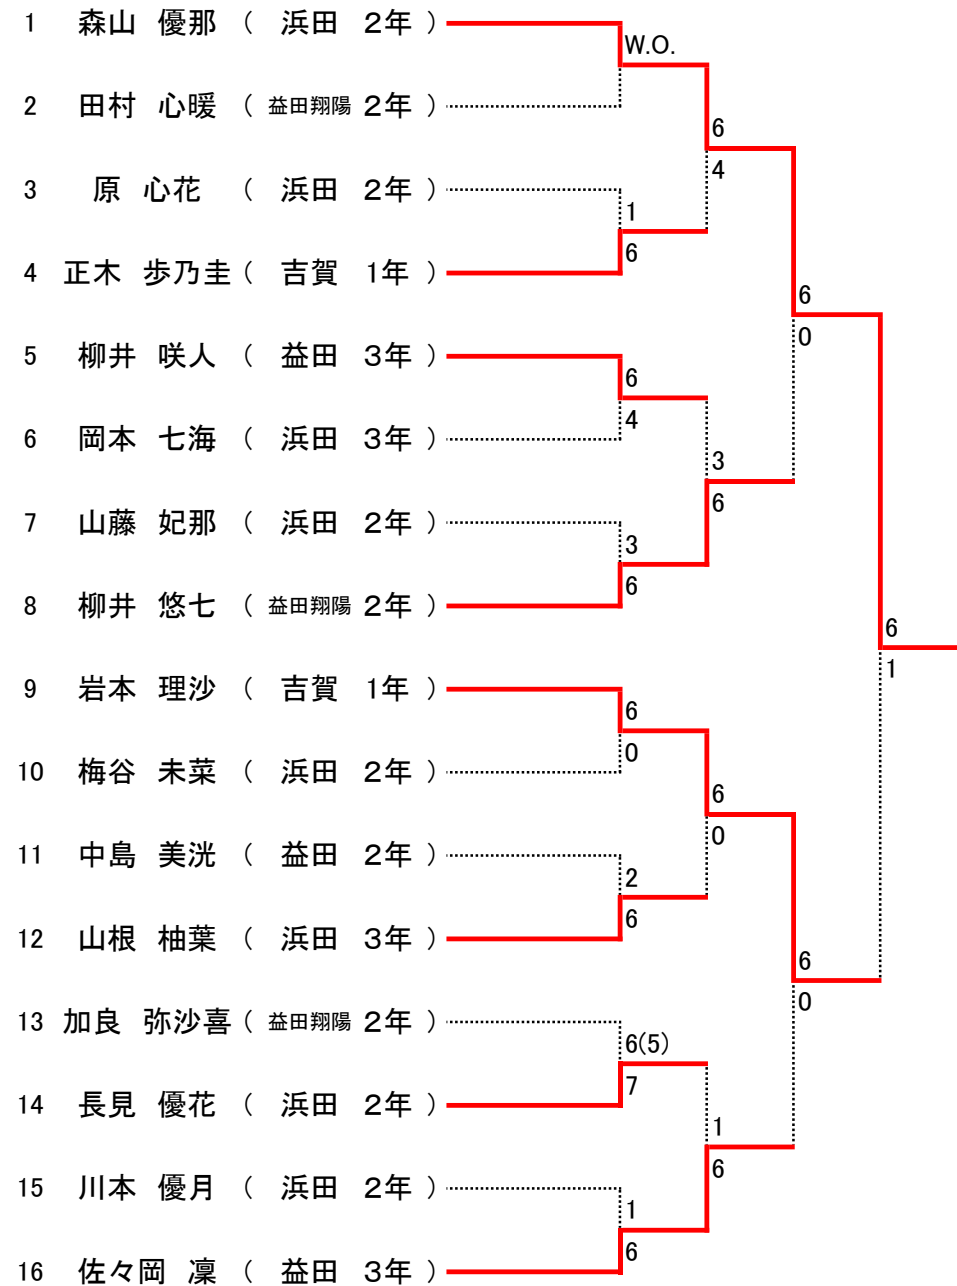 1 森山 優那 ( 浜田 2年 )
W.O.
2 田村 心暖 ( 益田翔陽 2年 )
6
4
3 原 心花 ( 浜田 2年 )
1
6
4 正木 歩乃圭 ( 吉賀 1年 )
6
0
5 柳井 咲人 ( 益田 3年 )
6
4
6 岡本 七海 ( 浜田 3年 )
3
6
7 山藤 妃那 ( 浜田 2年 )
3
6
8 柳井 悠七 ( 益田翔陽 2年 )
6
1
9 岩本 理沙 ( 吉賀 1年 )
6
0
10 梅谷 未菜 ( 浜田 2年 )
6
0
11 中島 美洸 ( 益田 2年 )
2
6
12 山根 柚葉 ( 浜田 3年 )
6
0
13 加良 弥沙喜 ( 益田翔陽 2年 )
6(5)
7
14 長見 優花 ( 浜田 2年 )
1
6
15 川本 優月 ( 浜田 2年 )
1
6
16 佐々岡 凜 ( 益田 3年 )